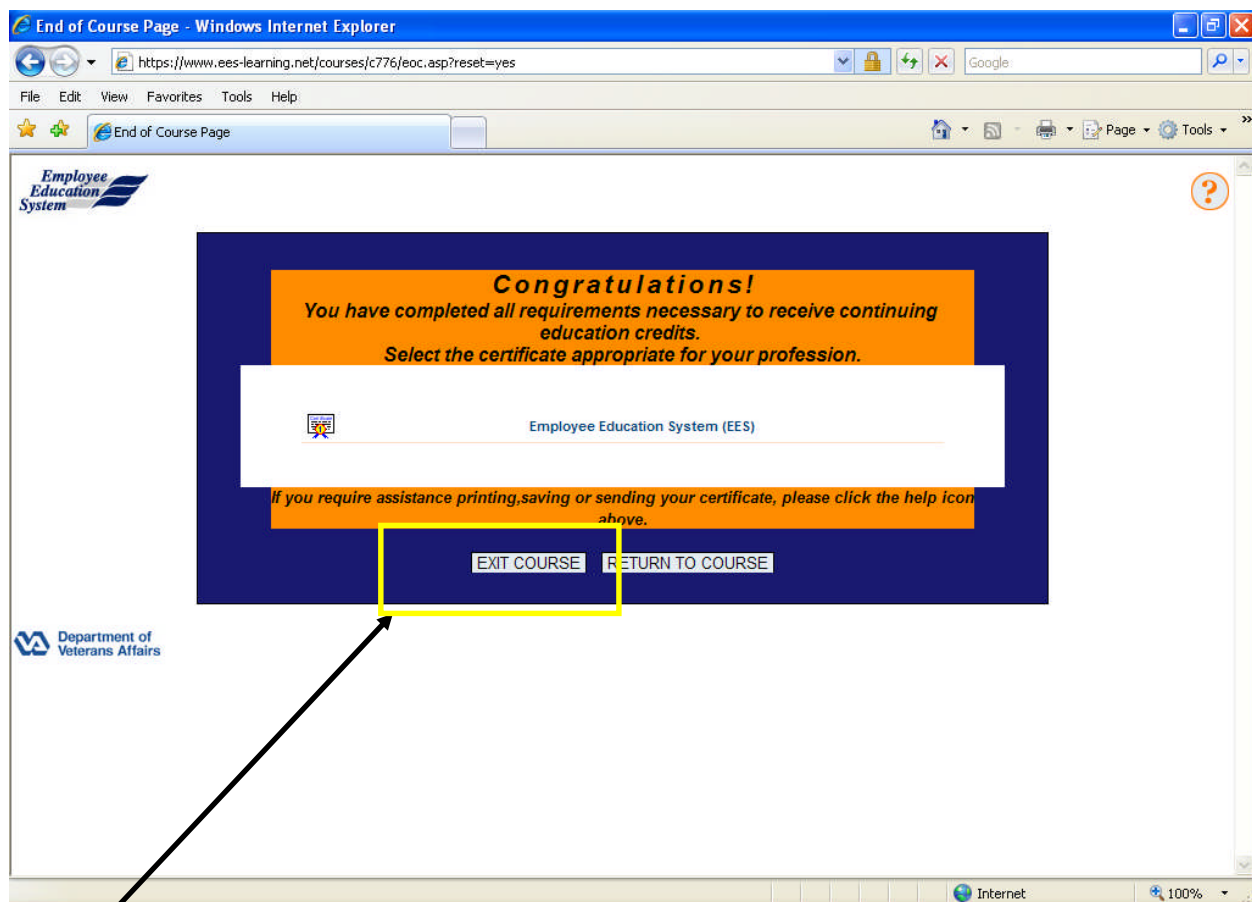 End of Course Page - Windows Internet Explorer
https://www.ees-learning.net/courses/c776/eoc.asp?reset=yes
Google
File Edit View Favorites Tools Help
End of Course Page
Page Tools »
Employee
Education
System
?
Congratulations!
You have completed all requirements necessary to receive continuing
education credits.
Select the certificate appropriate for your profession.
Employee Education System (EES)
If you require assistance printing,saving or sending your certificate, please click the help icon
above.
EXIT COURSE RETURN TO COURSE
VA Department of
Veterans Affairs
Internet 100%